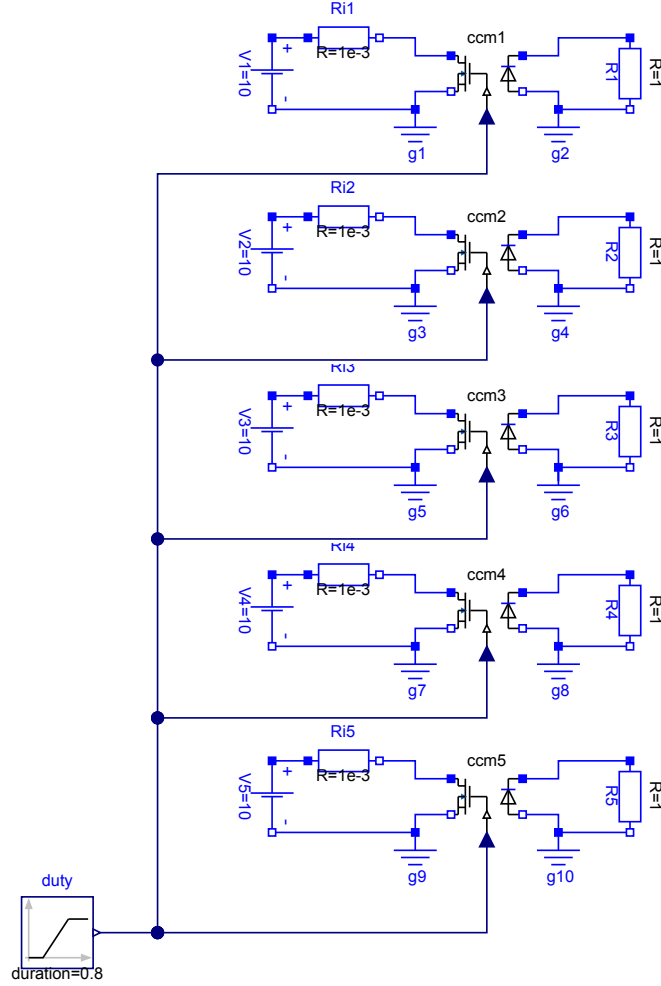 Ri1
ccm1
V1=10
+
R=1e-3
R1
R=1
-
g1
g2
Ri2
ccm2
V2=10
+
R=1e-3
R2
R=1
-
g3
g4
Ri3
ccm3
V3=10
+
R=1e-3
R3
R=1
-
g5
g6
Ri4
ccm4
V4=10
+
R=1e-3
R4
R=1
-
g7
g8
Ri5
ccm5
V5=10
+
R=1e-3
R5
R=1
-
g9
g10
duty
duration=0.8